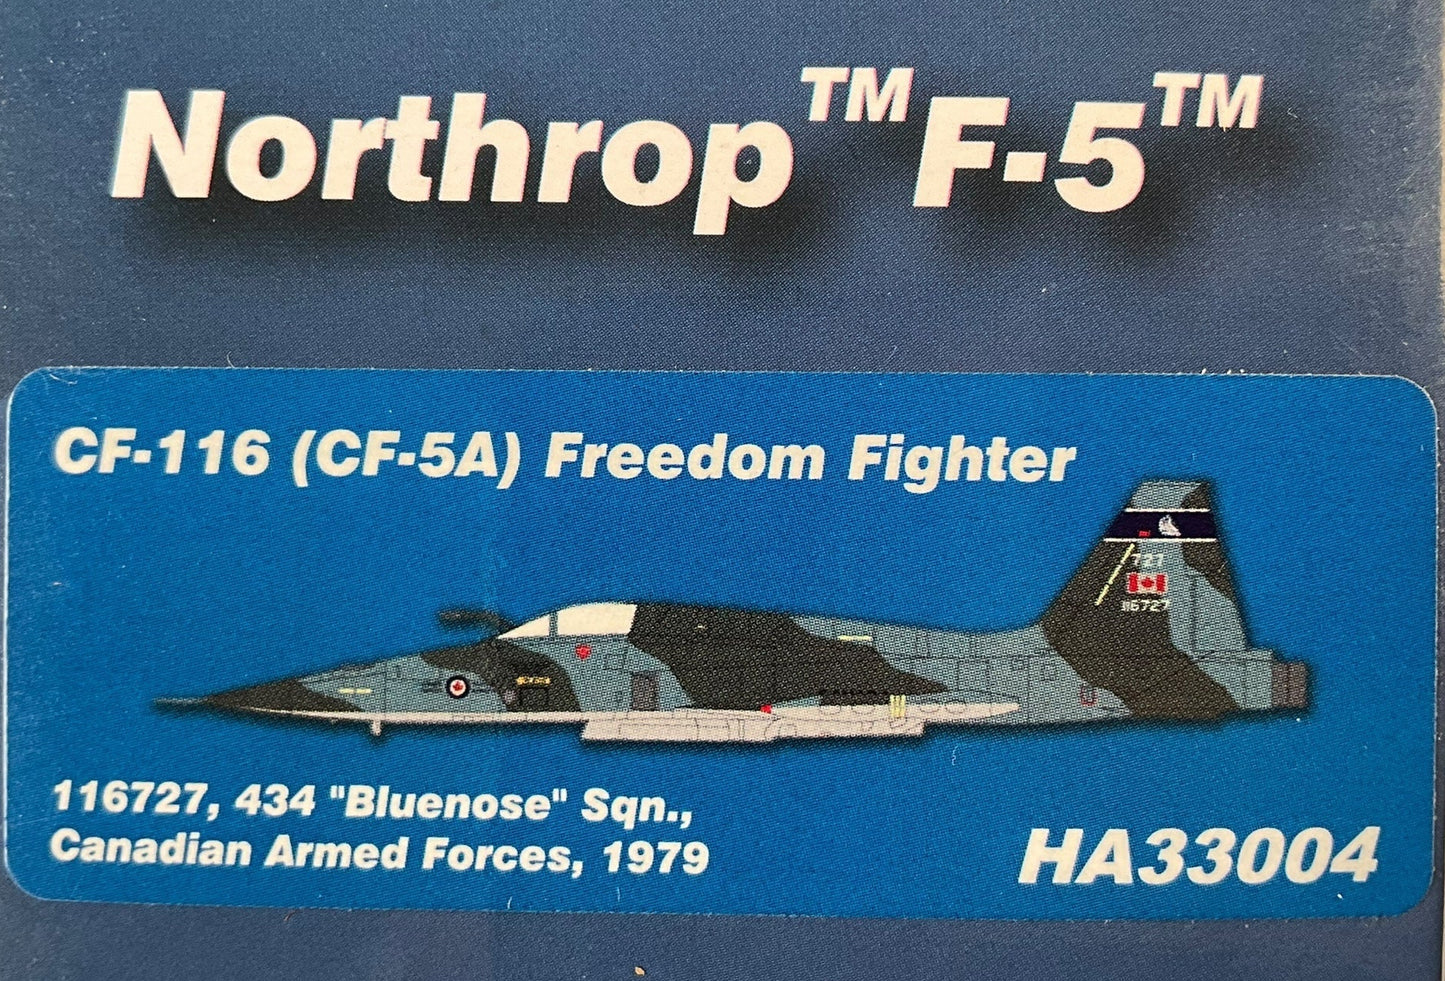 Northrop™ F-5™
CF-116 (CF-5A) Freedom Fighter
727
116727
116727, 434 "Bluenose" Sqn.,
Canadian Armed Forces, 1979
HA33004